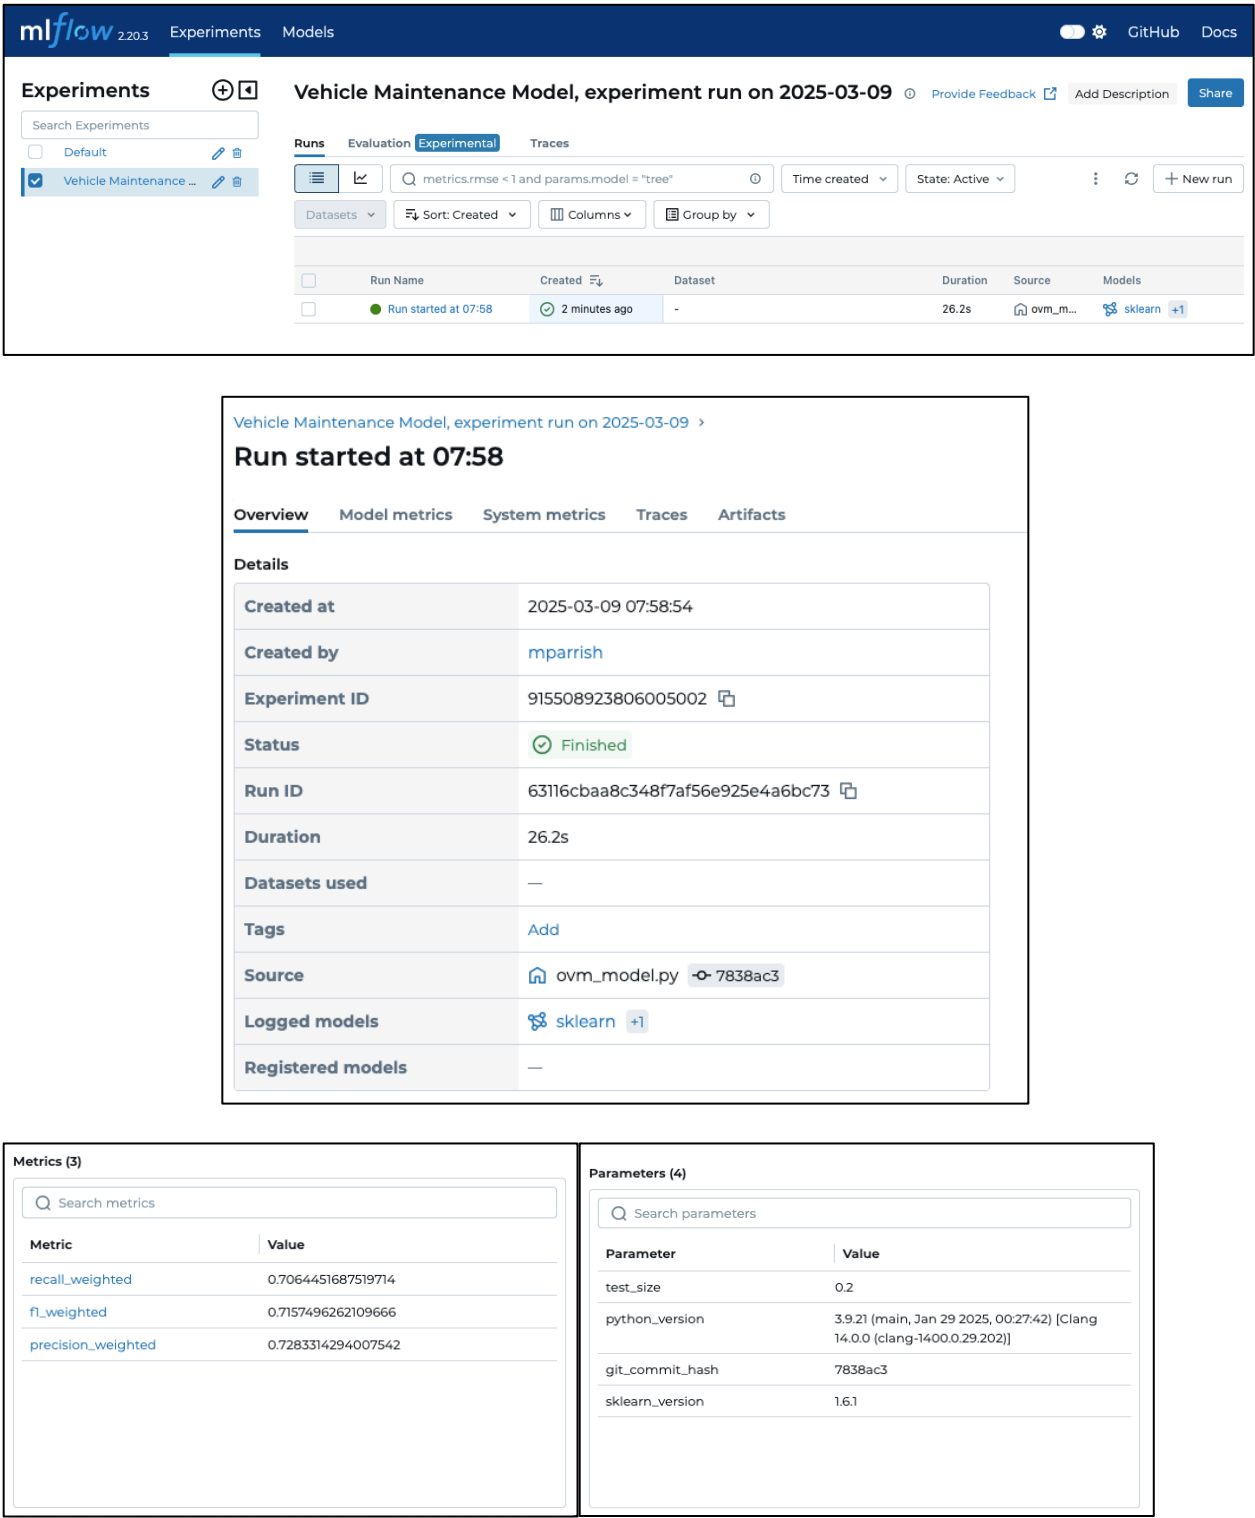 mlflow 2.20.3 Experiments Models GitHub Docs
Experiments
Search Experiments
Default
Vehicle Maintenance ...
Vehicle Maintenance Model, experiment run on 2025-03-09 Provide Feedback Add Description Share
Runs Evaluation Experimental Traces
metrics.rmse < 1 and params.model = "tree" Time created State: Active New run
Datasets Sort: Created Columns Group by
Run Name Created Dataset Duration Source Models
Run started at 07:58 2 minutes ago - 26.2s ovm_m... sklearn +1
Vehicle Maintenance Model, experiment run on 2025-03-09 >
Run started at 07:58
Overview Model metrics System metrics Traces Artifacts
Details
Created at 2025-03-09 07:58:54
Created by mparrish
Experiment ID 915508923806005002
Status Finished
Run ID 63116cbaa8c348f7af56e925e4a6bc73
Duration 26.2s
Datasets used —
Tags Add
Source ovm_model.py 7838ac3
Logged models sklearn +1
Registered models —
Metrics (3)
Search metrics
Metric Value
recall_weighted 0.7064451687519714
f1_weighted 0.7157496262109666
precision_weighted 0.7283314294007542
Parameters (4)
Search parameters
Parameter Value
test_size 0.2
python_version 3.9.21 (main, Jan 29 2025, 00:27:42) [Clang
14.0.0 (clang-1400.0.29.202)]
git_commit_hash 7838ac3
sklearn_version 1.6.1